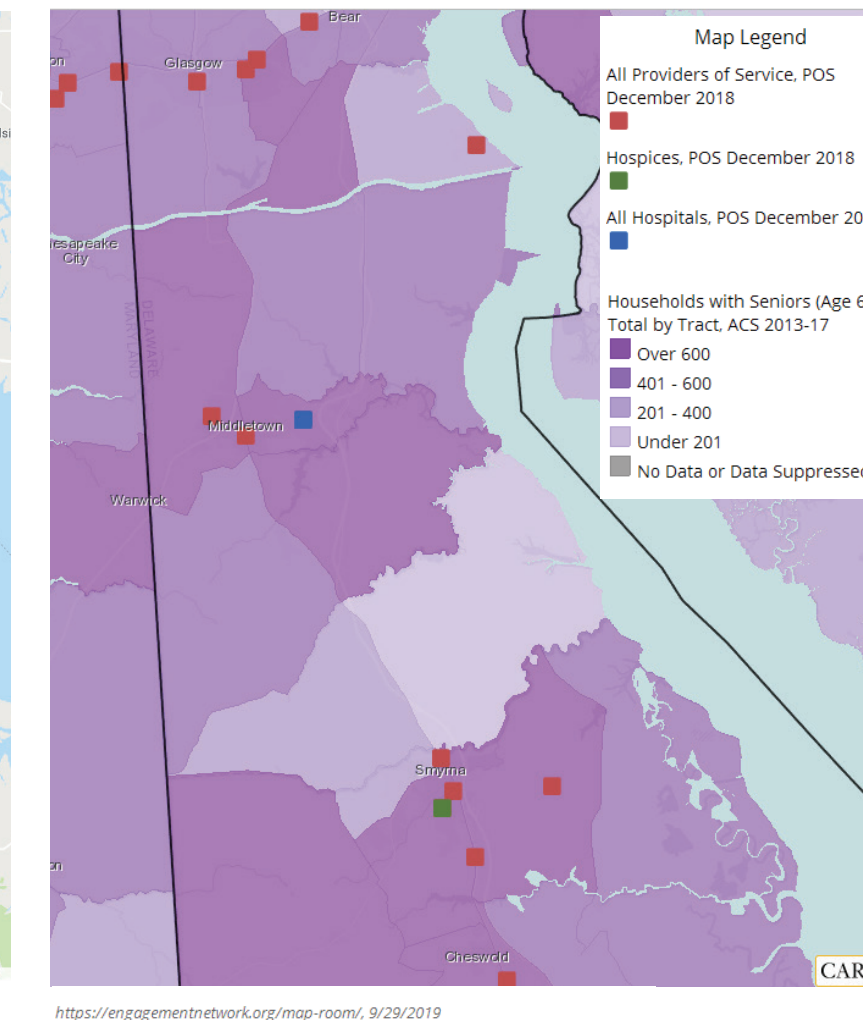 Bear
on
Glasgow
esapeake
City
DELAWARE
MARYLAND
Middletown
Warwick
Smyrna
Cheswold
Map Legend
All Providers of Service, POS
December 2018
Hospices, POS December 2018
All Hospitals, POS December 20
Households with Seniors (Age 6
Total by Tract, ACS 2013-17
Over 600
401 - 600
201 - 400
Under 201
No Data or Data Suppressed
CAR
https://engagementnetwork.org/map-room/, 9/29/2019